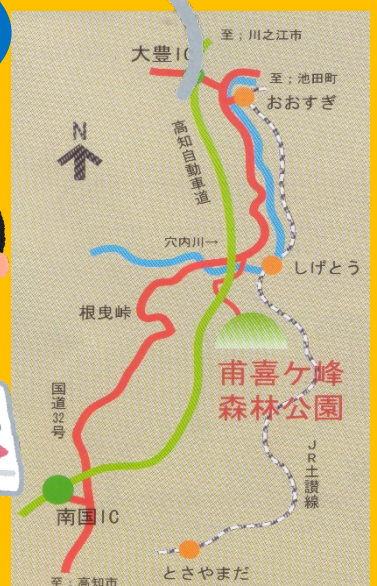 至；川之江市
大豊IC
至；池田町
おおすぎ
N
高知自動車道
穴内川→
しげとう
根曳峠
甫喜ケ峰
森林公園
国道32号
JR土讃線
南国IC
とさやまだ
至；高知市